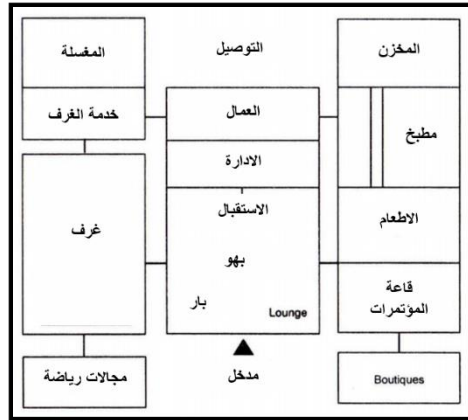 المخزن
التوصيل
المغسلة
العمال
خدمة الغرف
مطبخ
الادارة
الاستقبال
الاطعام
غرف
بهو
قاعة
المؤتمرات
بار
Lounge
مدخل
مجالات رياضة
Boutiques